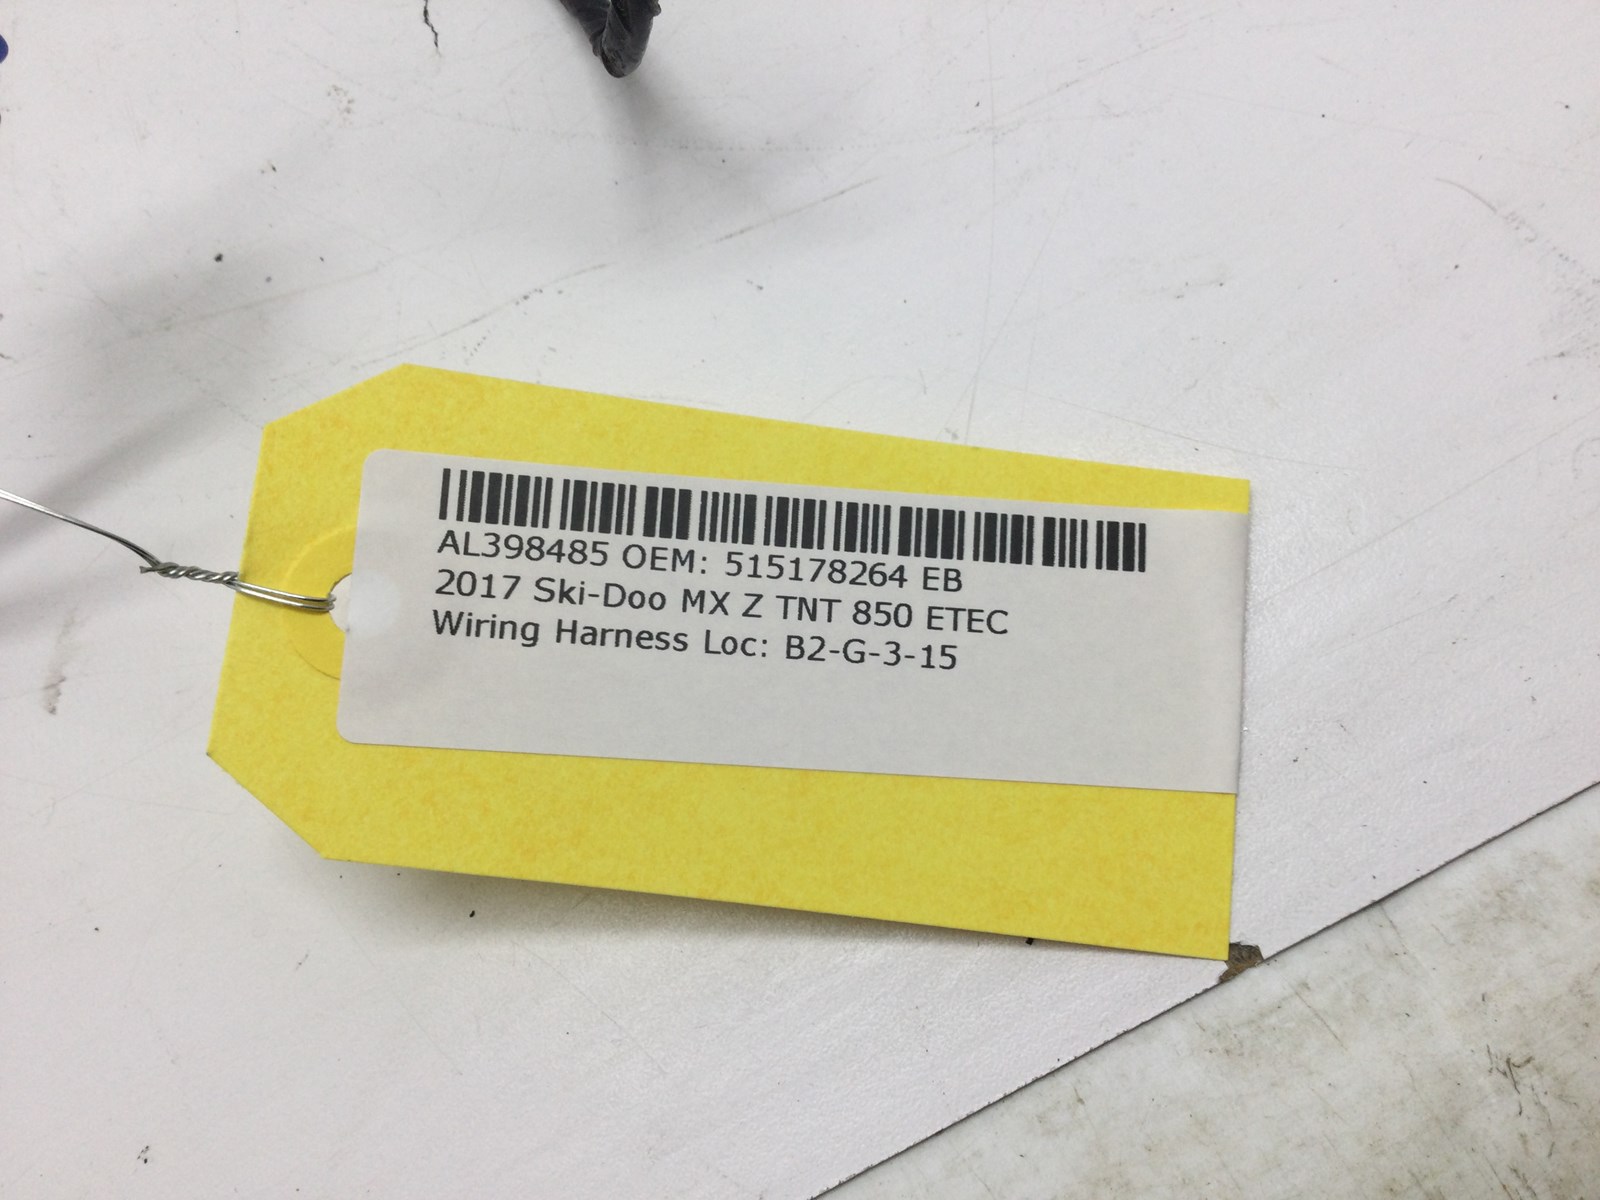 AL398485 OEM: 515178264 EB
2017 Ski-Doo MX Z TNT 850 ETEC
Wiring Harness Loc: B2-G-3-15